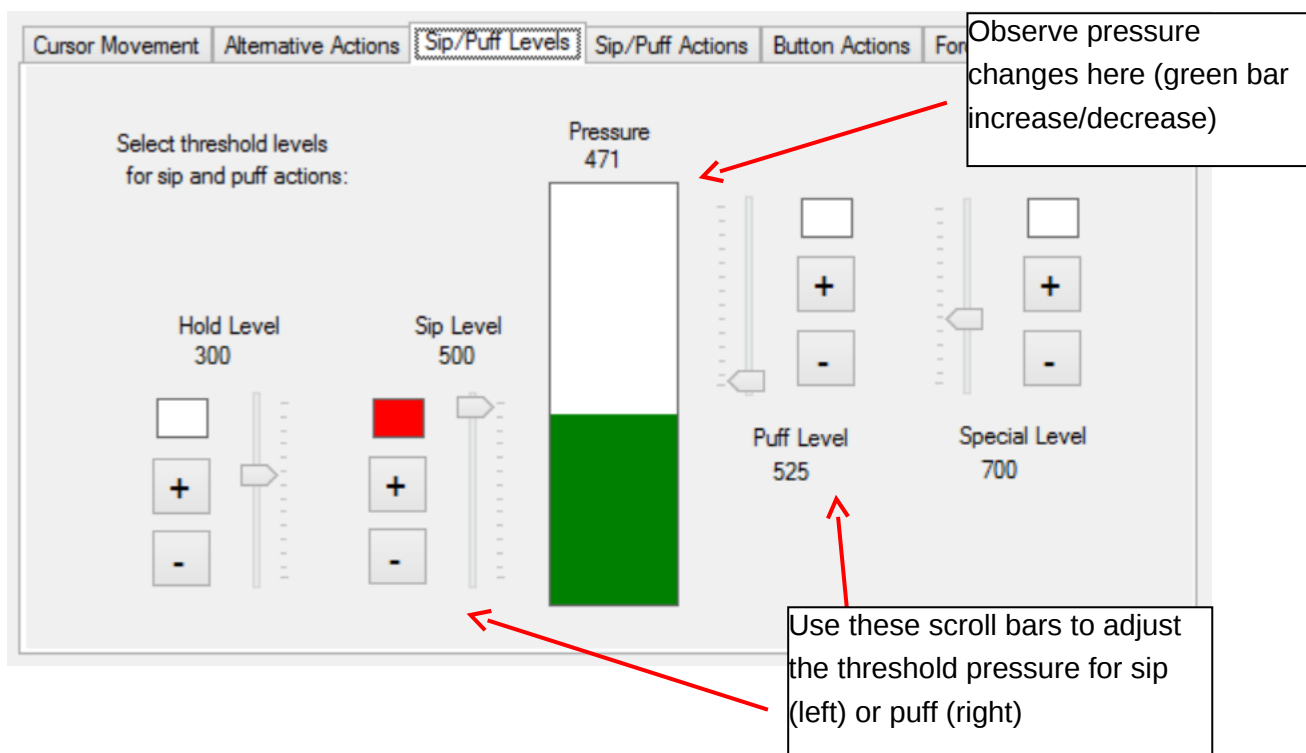 Cursor Movement Alternative Actions Sip/Puff Levels Sip/Puff Actions Button Actions
Observe pressure
changes here (green bar
increase/decrease)
Select threshold levels
for sip and puff actions:
Pressure
471
+ +
- -
Hold Level Sip Level
300 500
+ +
- -
Puff Level Special Level
525 700
Use these scroll bars to adjust
the threshold pressure for sip
(left) or puff (right)